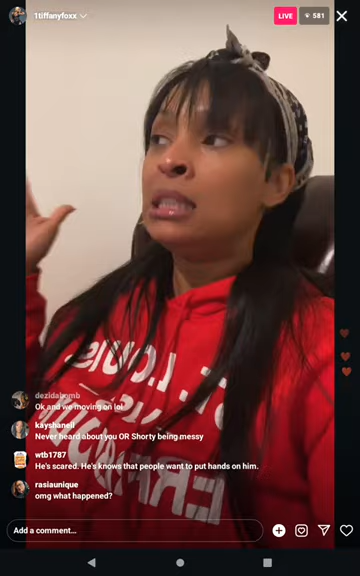 1tiffanyfoxx
LIVE
581
dezidabomb
Ok and we moving on lol
kayshaneil
Never heard about you OR Shorty being messy
wtb1787
He's scared. He's knows that people want to put hands on him.
rasiaunique
omg what happened?
Add a comment...